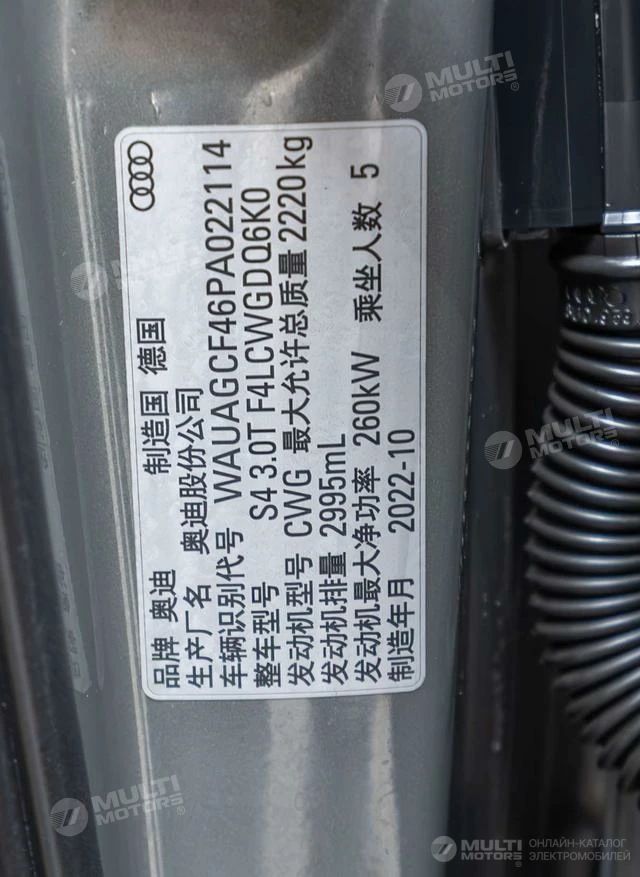 品牌 奥迪 制造国 德国
生产厂名 奥迪股份公司
车辆识别代号 WAUAGCF46PA022114
整车型号 S4 3.0T F4LCWGDQ6K0
发动机型号 CWG 最大允许总质量 2220kg
发动机排量 2995mL
发动机最大净功率 260kW 乘坐人数 5
制造年月 2022-10
MULTI
MOTORS®
MULTI
MOTORS®
MULTI
MOTORS®
MULTI
MOTORS®
MULTI
MOTORS®
ОНЛАЙН-КАТАЛОГ
ЭЛЕКТРОМОБИЛЕЙ